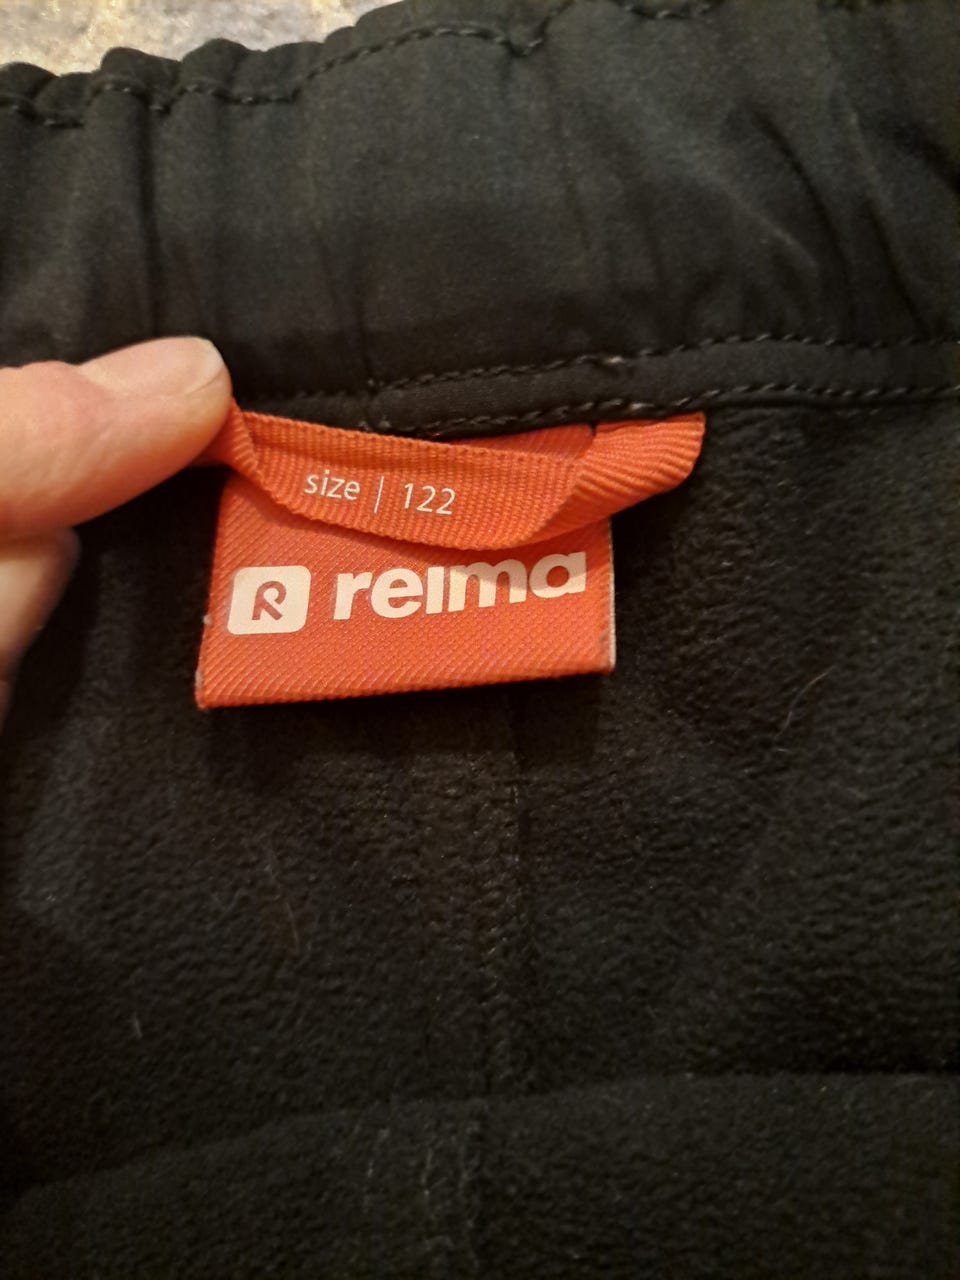 size | 122
R reima